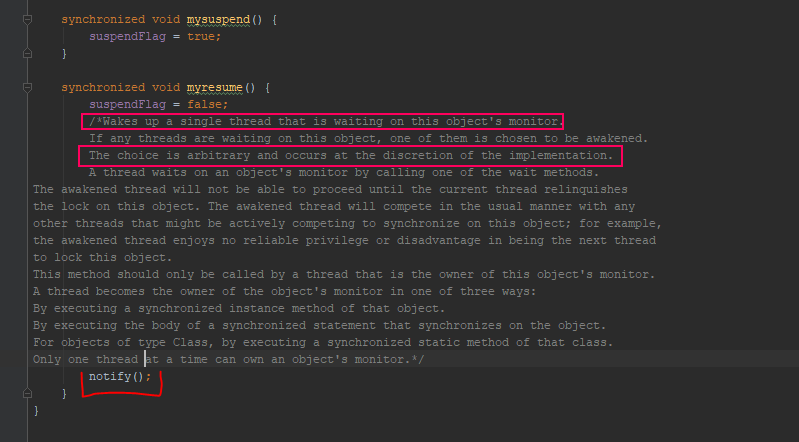 synchronized void mysuspend() {
suspendFlag = true;
}
synchronized void myresume() {
suspendFlag = false;
/*Wakes up a single thread that is waiting on this object's monitor.
If any threads are waiting on this object, one of them is chosen to be awakened.
The choice is arbitrary and occurs at the discretion of the implementation.
A thread waits on an object's monitor by calling one of the wait methods.
The awakened thread will not be able to proceed until the current thread relinquishes
the lock on this object. The awakened thread will compete in the usual manner with any
other threads that might be actively competing to synchronize on this object; for example,
the awakened thread enjoys no reliable privilege or disadvantage in being the next thread
to lock this object.
This method should only be called by a thread that is the owner of this object's monitor.
A thread becomes the owner of the object's monitor in one of three ways:
By executing a synchronized instance method of that object.
By executing the body of a synchronized statement that synchronizes on the object.
For objects of type Class, by executing a synchronized static method of that class.
Only one thread at a time can own an object's monitor.*/
notify();
}
}